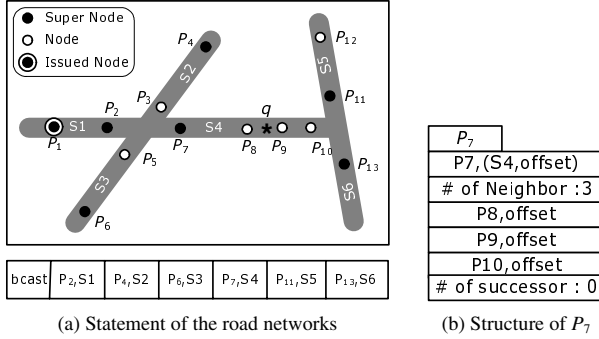 Super Node
Node
Issued Node
P4
P12
S2
S5
P3
P11
P2
q
S1
S4
P1
P5
P7
P8
P9
P10
P13
S3
S6
P6
bcast P2,S1 P4,S2 P6,S3 P7,S4 P11,S5 P13,S6
(a) Statement of the road networks
P7
P7,(S4,offset)
# of Neighbor :3
P8,offset
P9,offset
P10,offset
# of successor : 0
(b) Structure of P7